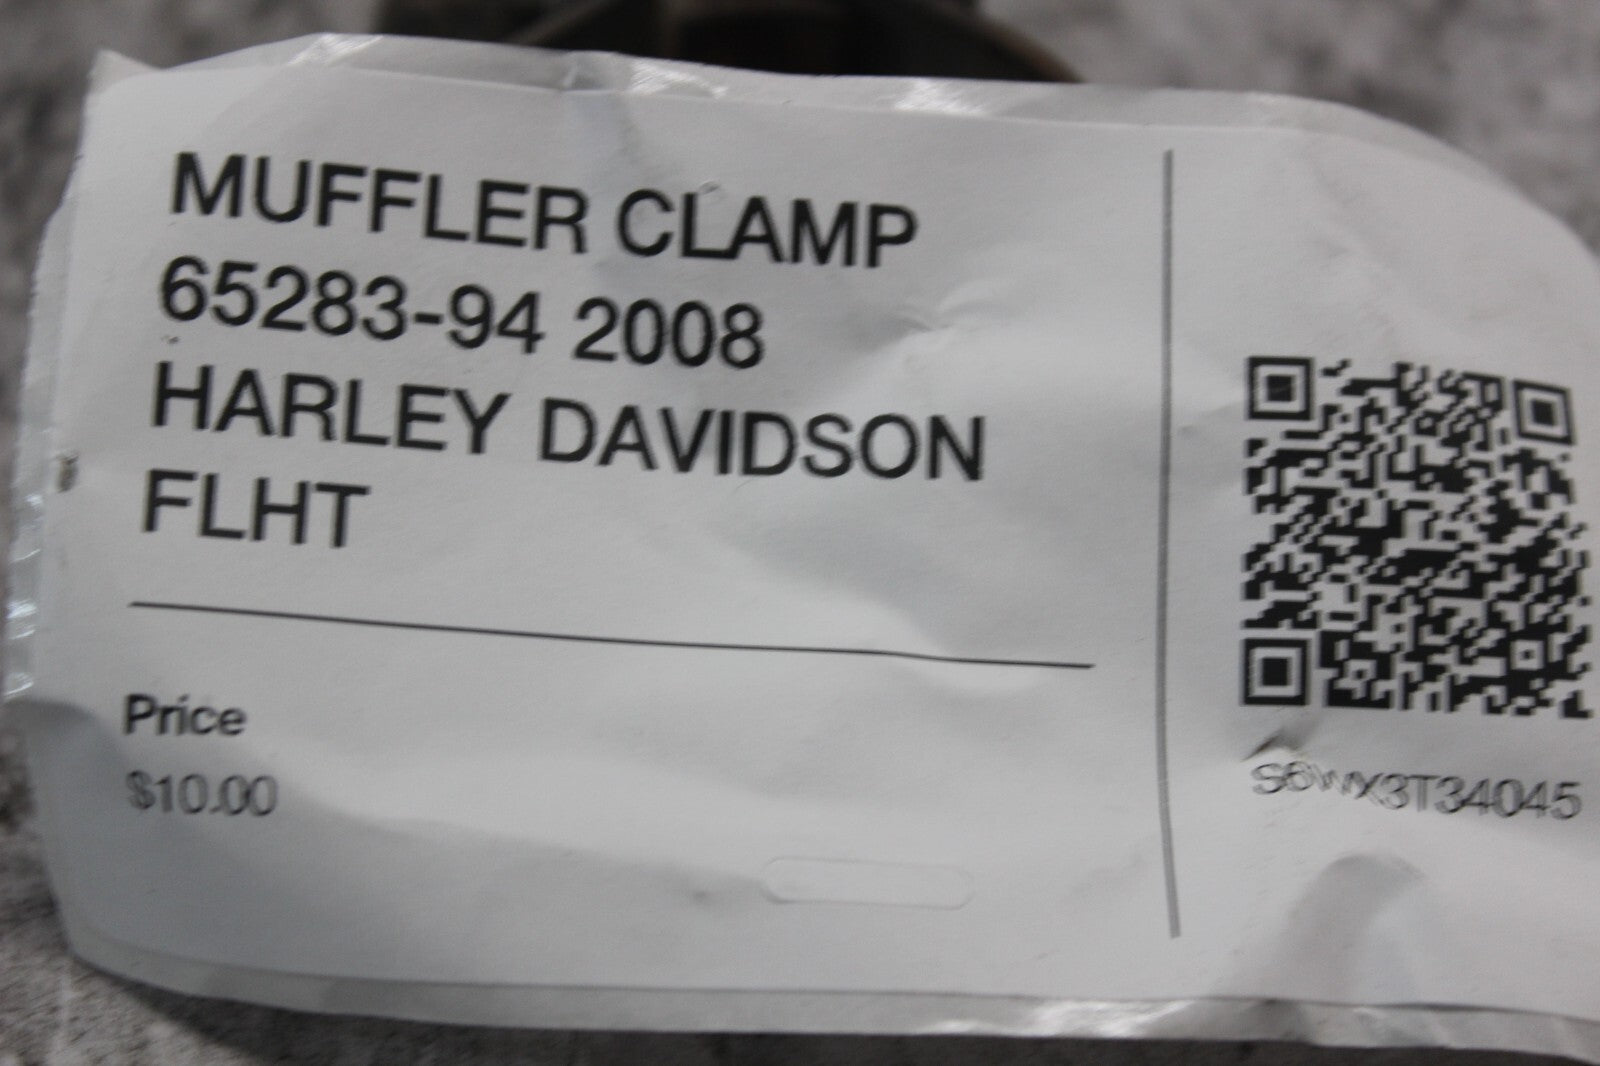 MUFFLER CLAMP
65283-94 2008
HARLEY DAVIDSON
FLHT
Price
$10.00
S6WX3T34045